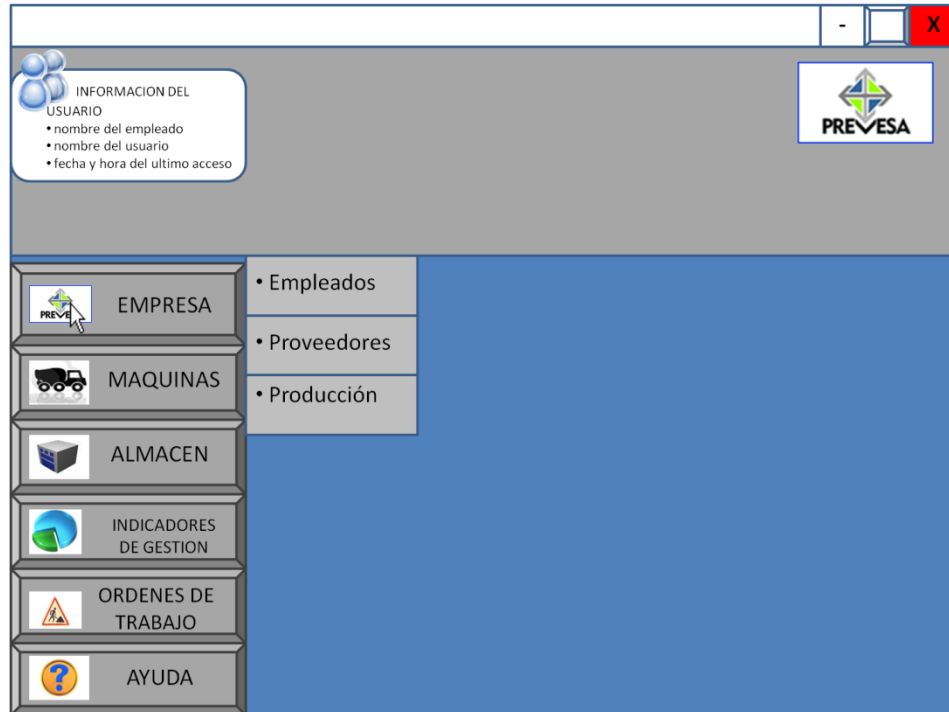 - X
INFORMACION DEL
USUARIO
• nombre del empleado
• nombre del usuario
• fecha y hora del ultimo acceso
PREVESA
• Empleados
EMPRESA
• Proveedores
MAQUINAS
• Producción
ALMACEN
INDICADORES
DE GESTION
ORDENES DE
TRABAJO
? AYUDA